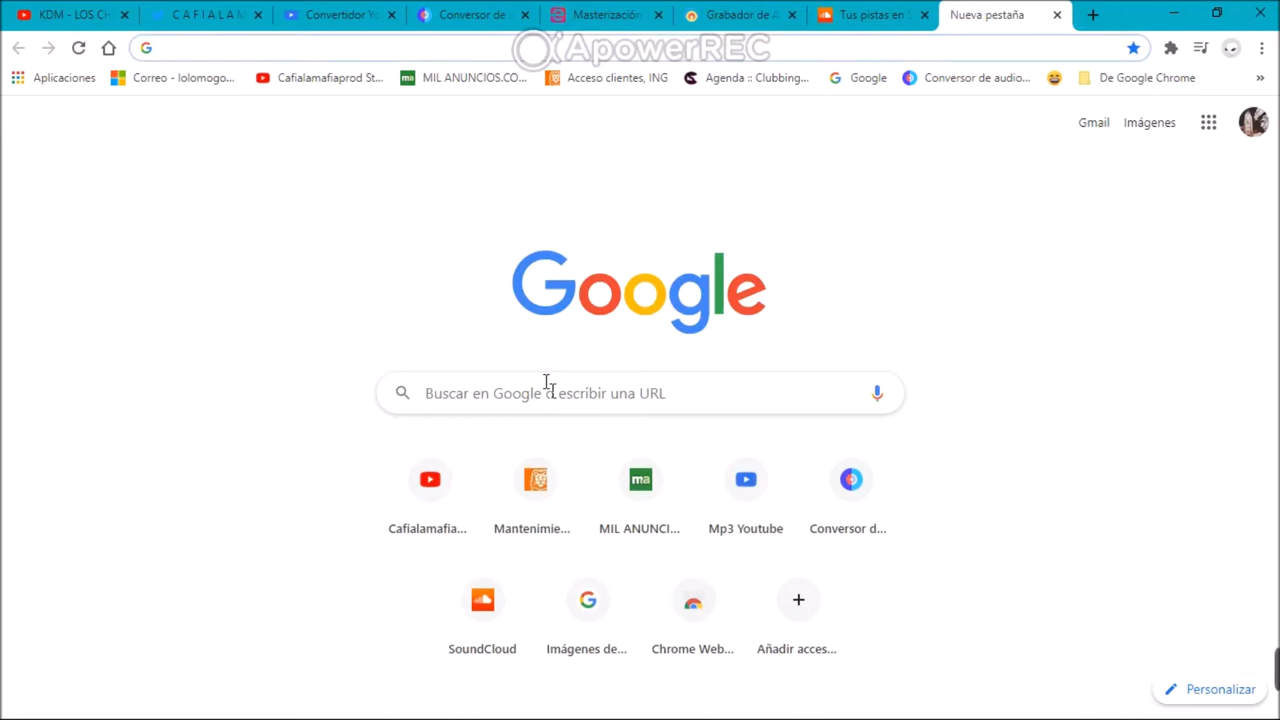 KDM - LOS CH
C A F I A L A M
Convertidor Yo
Conversor de
Masterización
Grabador de A
Tus pistas en
Nueva pestaña
ApowerREC
Aplicaciones
Correo - lolomogo...
Cafialamafiaprod St...
MIL ANUNCIOS.CO...
Acceso clientes, ING
Agenda :: Clubbing...
Google
Conversor de audio...
De Google Chrome
Gmail
Imágenes
Google
Buscar en Google o escribir una URL
Cafialamafia...
Mantenimie...
ma
MIL ANUNCI...
Mp3 Youtube
Conversor d...
SoundCloud
Imágenes de...
Chrome Web...
Añadir acces...
Personalizar